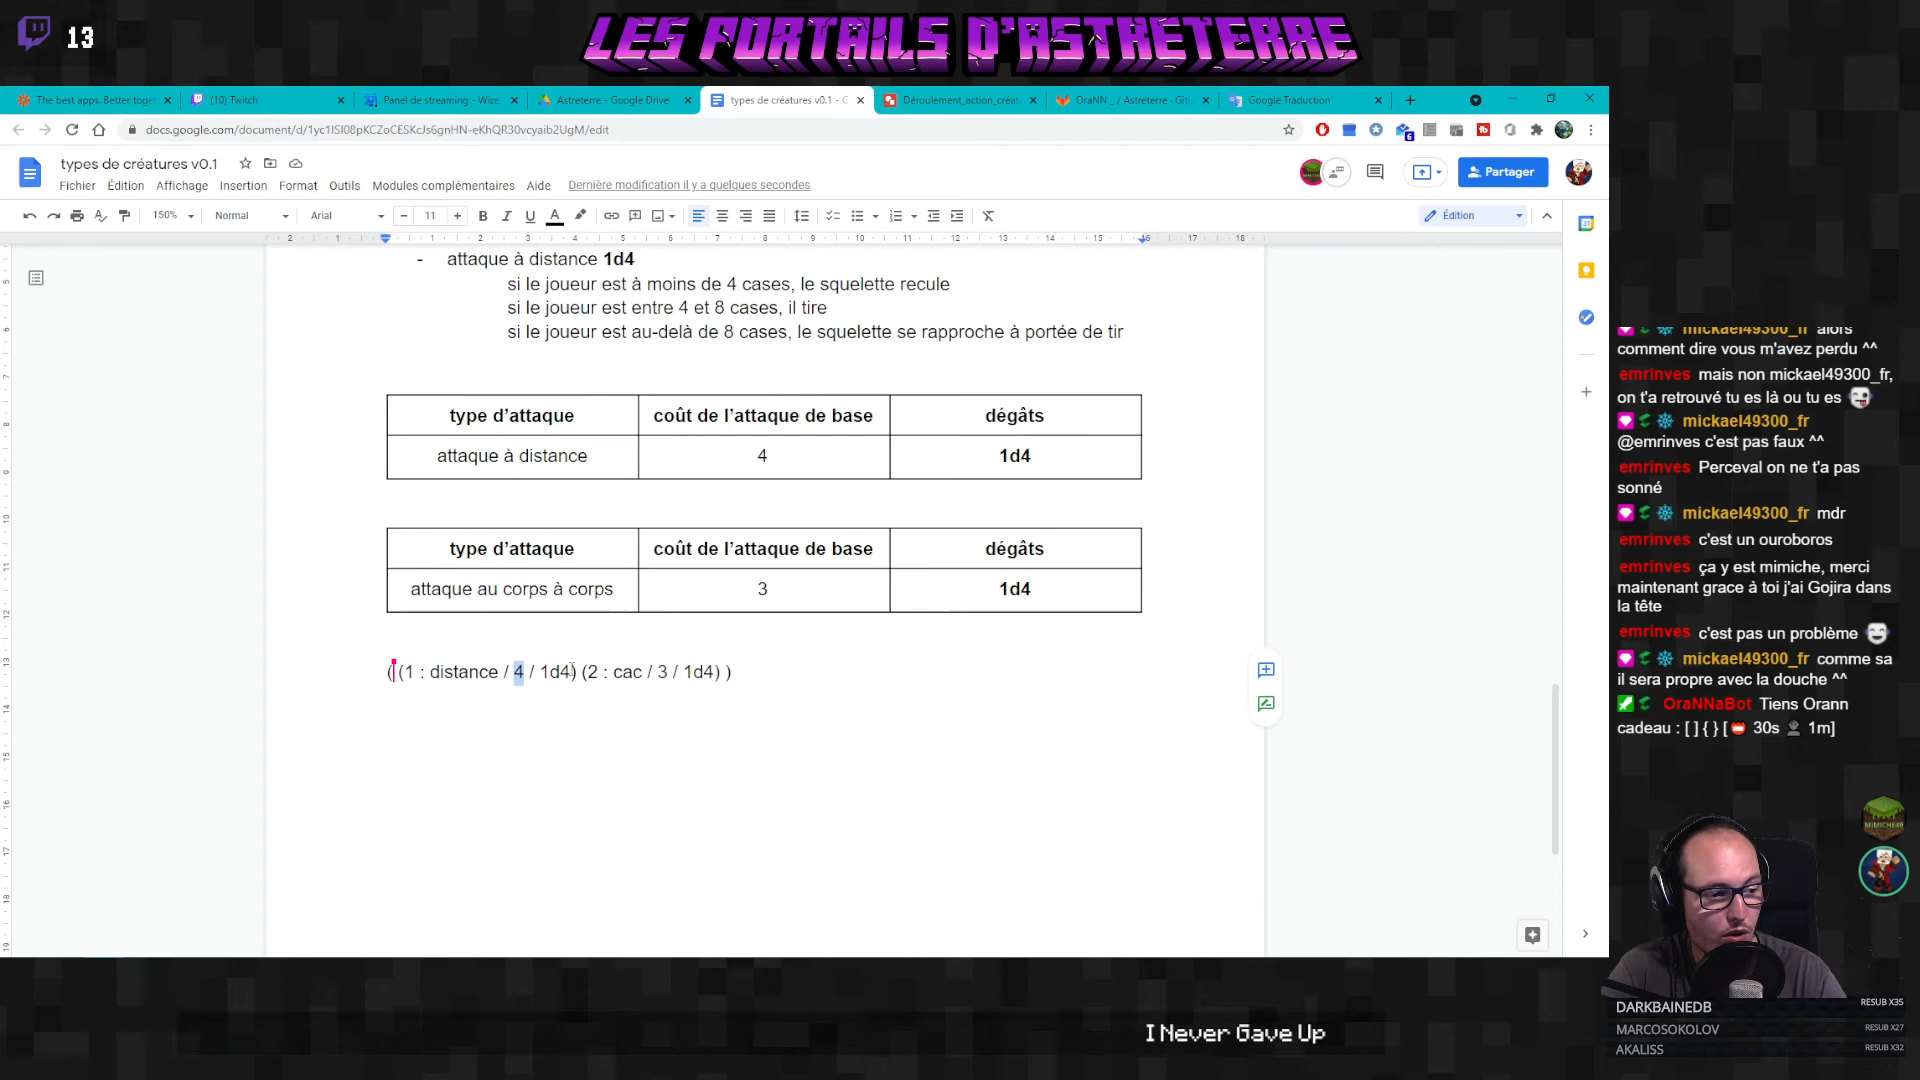 13
LES PORTAILS D'ASTRETERRE
The best apps. Better toge
(10) Twitch
Panel de streaming - Wize
Astreterre - Google Drive
types de créatures v0.1 - G
Déroulement_action_créat
OraNN_ / Astreterre · GitL
Google Traduction
docs.google.com/document/d/1yc1ISI08pKCZoCESKcJs6gnHN-eKhQR30vcyaib2UgM/edit
types de créatures v0.1
Fichier Édition Affichage Insertion Format Outils Modules complémentaires Aide Dernière modification il y a quelques secondes
Partager
150% Normal Arial 11 Édition
- attaque à distance 1d4
si le joueur est à moins de 4 cases, le squelette recule
si le joueur est entre 4 et 8 cases, il tire
si le joueur est au-delà de 8 cases, le squelette se rapproche à portée de tir
type d'attaque coût de l'attaque de base dégâts
attaque à distance 4 1d4
type d'attaque coût de l'attaque de base dégâts
attaque au corps à corps 3 1d4
( (1 : distance / 4 / 1d4) (2 : cac / 3 / 1d4) )
mickael49300_fr alors
comment dire vous m'avez perdu ^^
emrinves mais non mickael49300_fr,
on t'a retrouvé tu es là ou tu es
mickael49300_fr
@emrinves c'est pas faux ^^
emrinves Perceval on ne t'a pas
sonné
mickael49300_fr mdr
emrinves c'est un ouroboros
emrinves ça y est mimiche, merci
maintenant grace à toi j'ai Gojira dans
la tête
emrinves c'est pas un problème
mickael49300_fr comme sa
il sera propre avec la douche ^^
OraNNaBot Tiens Orann
cadeau : [ ] { } [ 30s 1m]
MIMICH649
DARKBAINEDB RESUB X35
MARCOSOKOLOV RESUB X27
AKALISS RESUB X32
I Never Gave Up